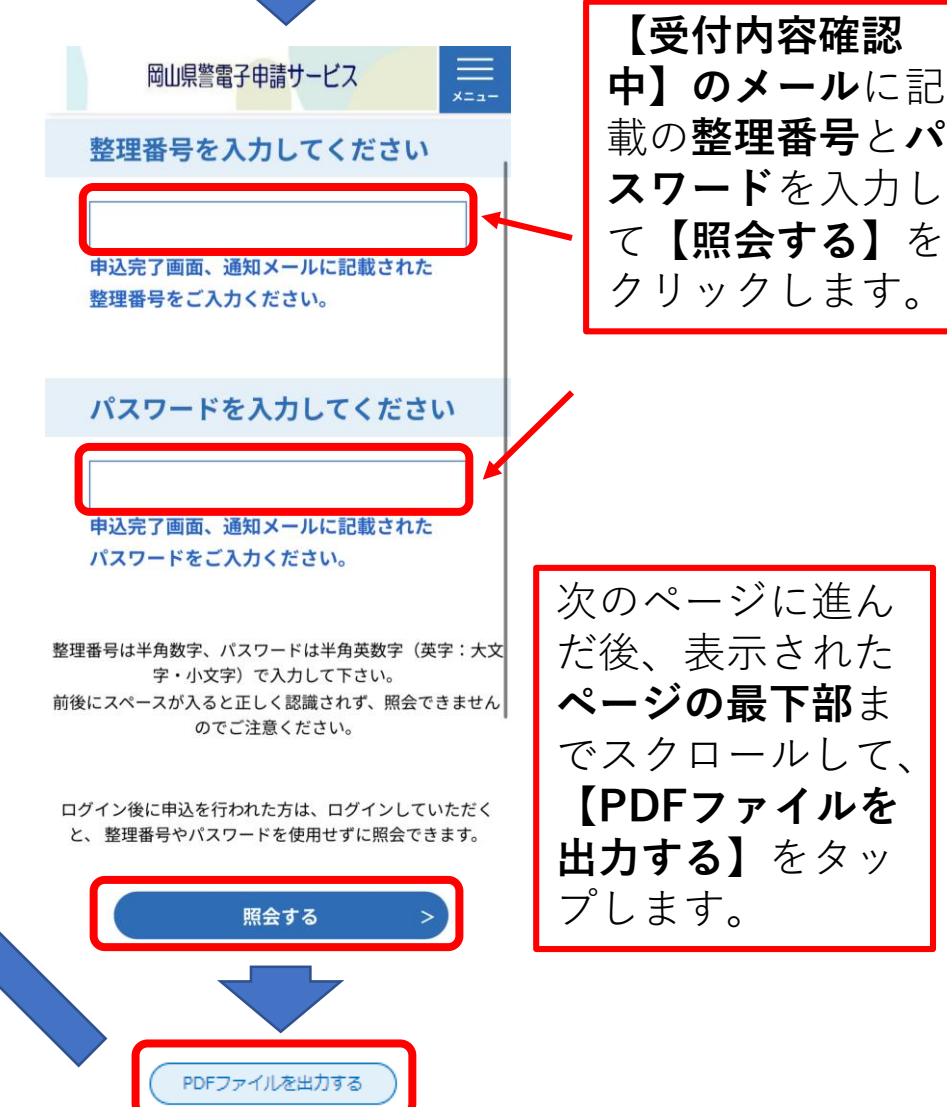 岡山県警電子申請サービス
メニュー
整理番号を入力してください
申込完了画面、通知メールに記載された
整理番号をご入力ください。
【受付内容確認
中】のメールに記
載の整理番号とパ
スワードを入力し
て【照会する】を
クリックします。
パスワードを入力してください
申込完了画面、通知メールに記載された
パスワードをご入力ください。
整理番号は半角数字、パスワードは半角英数字（英字：大文
字・小文字）で入力して下さい。
前後にスペースが入ると正しく認識されず、照会できません
のでご注意ください。
ログイン後に申込を行われた方は、ログインしていただく
と、 整理番号やパスワードを使用せずに照会できます。
照会する >
次のページに進ん
だ後、表示された
ページの最下部ま
でスクロールして、
【PDFファイルを
出力する】をタッ
プします。
PDFファイルを出力する